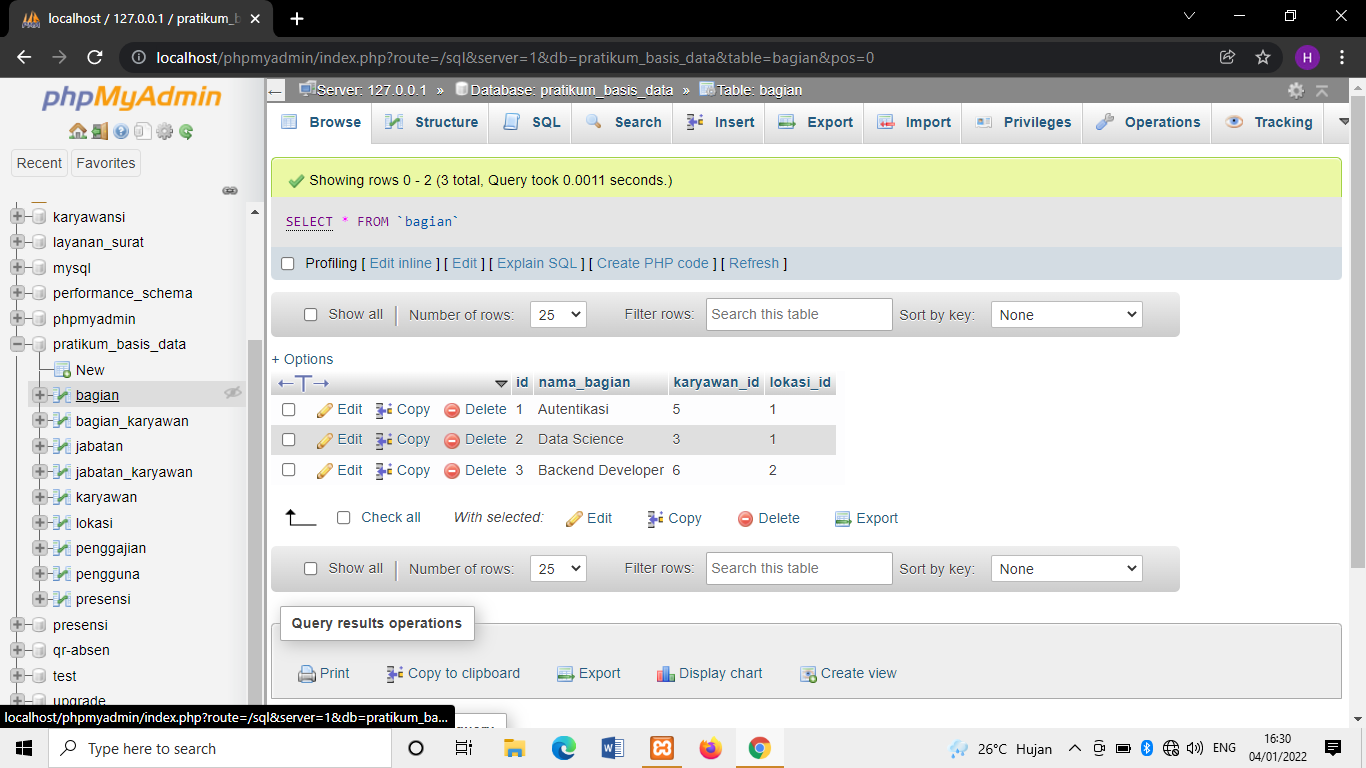 localhost / 127.0.0.1 / pratikum_b
localhost/phpmyadmin/index.php?route=/sql&server=1&db=pratikum_basis_data&table=bagian&pos=0
H
phpMyAdmin
Recent Favorites
karyawansi
layanan_surat
mysql
performance_schema
phpmyadmin
pratikum_basis_data
New
bagian
bagian_karyawan
jabatan
jabatan_karyawan
karyawan
lokasi
penggajian
pengguna
presensi
presensi
qr-absen
test
upgrade
localhost/phpmyadmin/index.php?route=/sql&server=1&db=pratikum_ba...
Server: 127.0.0.1 » Database: pratikum_basis_data » Table: bagian
Browse Structure SQL Search Insert Export Import Privileges Operations Tracking
Showing rows 0 - 2 (3 total, Query took 0.0011 seconds.)
SELECT * FROM `bagian`
Profiling [ Edit inline ] [ Edit ] [ Explain SQL ] [ Create PHP code ] [ Refresh ]
Show all | Number of rows: 25 Filter rows: Search this table Sort by key: None
+ Options
←T→ id nama_bagian karyawan_id lokasi_id
Edit Copy Delete 1 Autentikasi 5 1
Edit Copy Delete 2 Data Science 3 1
Edit Copy Delete 3 Backend Developer 6 2
Check all With selected: Edit Copy Delete Export
Show all | Number of rows: 25 Filter rows: Search this table Sort by key: None
Query results operations
Print Copy to clipboard Export Display chart Create view
Type here to search
26°C Hujan ENG 16:30
04/01/2022